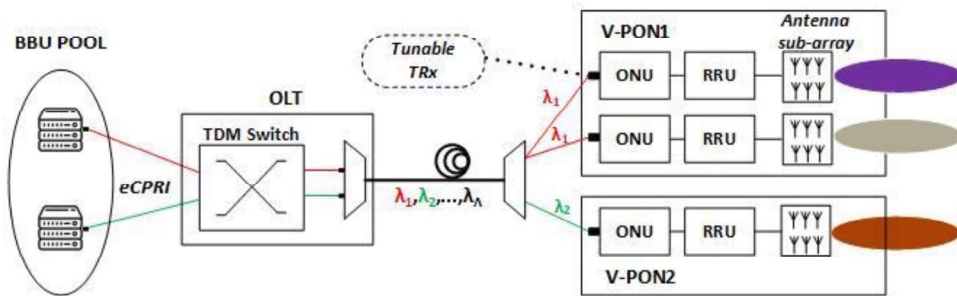 BBU POOL
eCPRI
OLT
TDM Switch
Tunable
TRx
λ1,λ2,...,λΛ
λ1
λ1
λ2
V-PON1
Antenna
sub-array
ONU
RRU
ONU
RRU
ONU
RRU
V-PON2